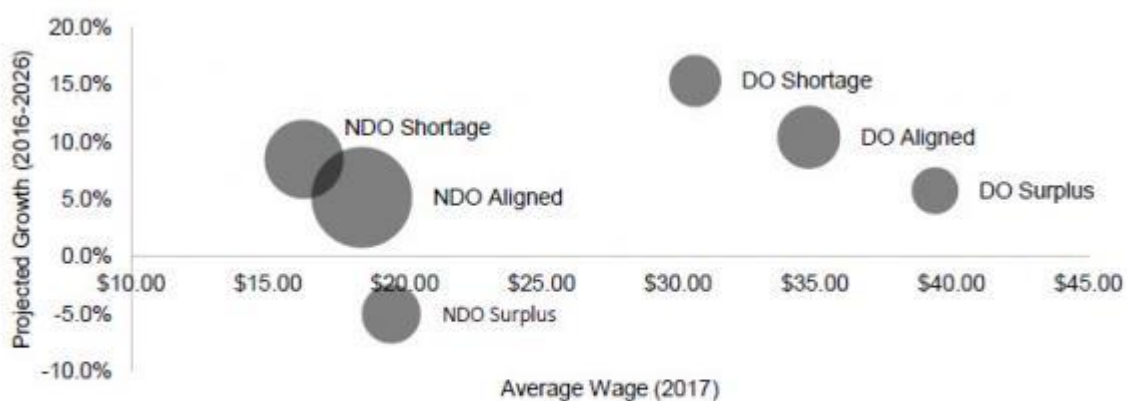 Projected Growth (2016-2026)
20.0%
15.0%
10.0%
5.0%
0.0%
-5.0%
-10.0%
DO Shortage
NDO Shortage
DO Aligned
NDO Aligned
DO Surplus
$10.00 $15.00 $20.00 $25.00 $30.00 $35.00 $40.00 $45.00
NDO Surplus
Average Wage (2017)